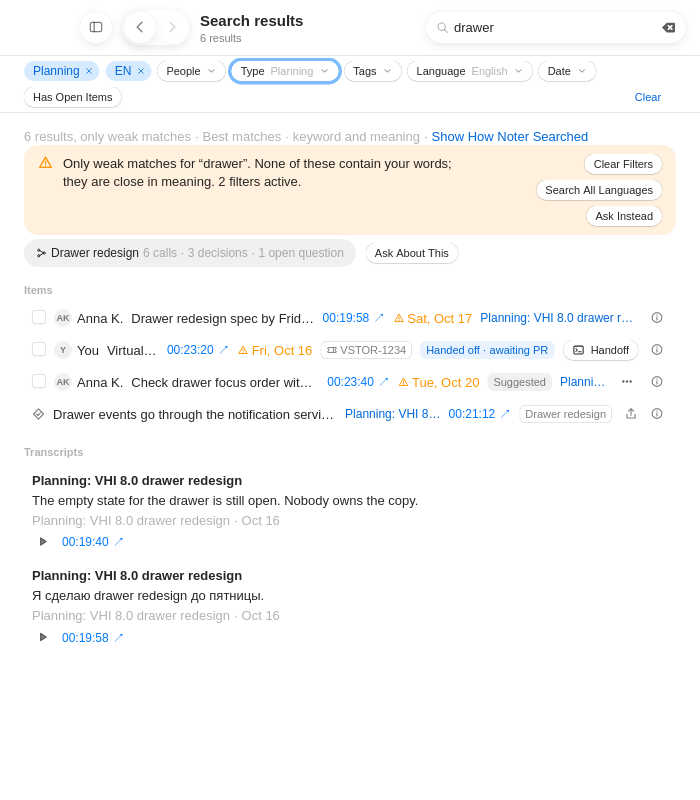 Search results
6 results
drawer
Planning × EN × People Type Planning Tags Language English Date
Has Open Items Clear
6 results, only weak matches · Best matches · keyword and meaning · Show How Noter Searched
Only weak matches for “drawer”. None of these contain your words;
they are close in meaning. 2 filters active.
Clear Filters
Search All Languages
Ask Instead
Drawer redesign 6 calls · 3 decisions · 1 open question Ask About This
Items
AK Anna K. Drawer redesign spec by Frid… 00:19:58 ↗ Sat, Oct 17 Planning: VHI 8.0 drawer r…
Y You Virtual… 00:23:20 ↗ Fri, Oct 16 VSTOR-1234 Handed off · awaiting PR Handoff
AK Anna K. Check drawer focus order wit… 00:23:40 ↗ Tue, Oct 20 Suggested Planni… •••
Drawer events go through the notification servi… Planning: VHI 8… 00:21:12 ↗ Drawer redesign
Transcripts
Planning: VHI 8.0 drawer redesign
The empty state for the drawer is still open. Nobody owns the copy.
Planning: VHI 8.0 drawer redesign · Oct 16
00:19:40 ↗
Planning: VHI 8.0 drawer redesign
Я сделаю drawer redesign до пятницы.
Planning: VHI 8.0 drawer redesign · Oct 16
00:19:58 ↗